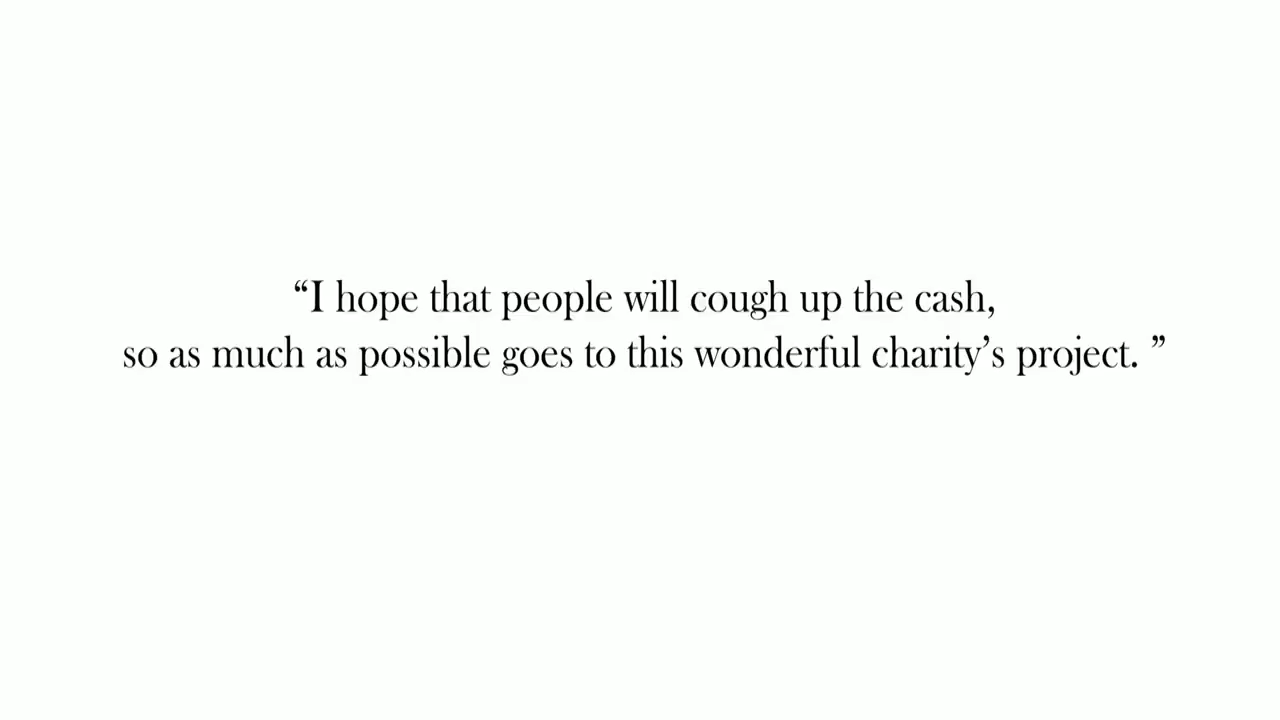 “I hope that people will cough up the cash,
so as much as possible goes to this wonderful charity’s project. ”